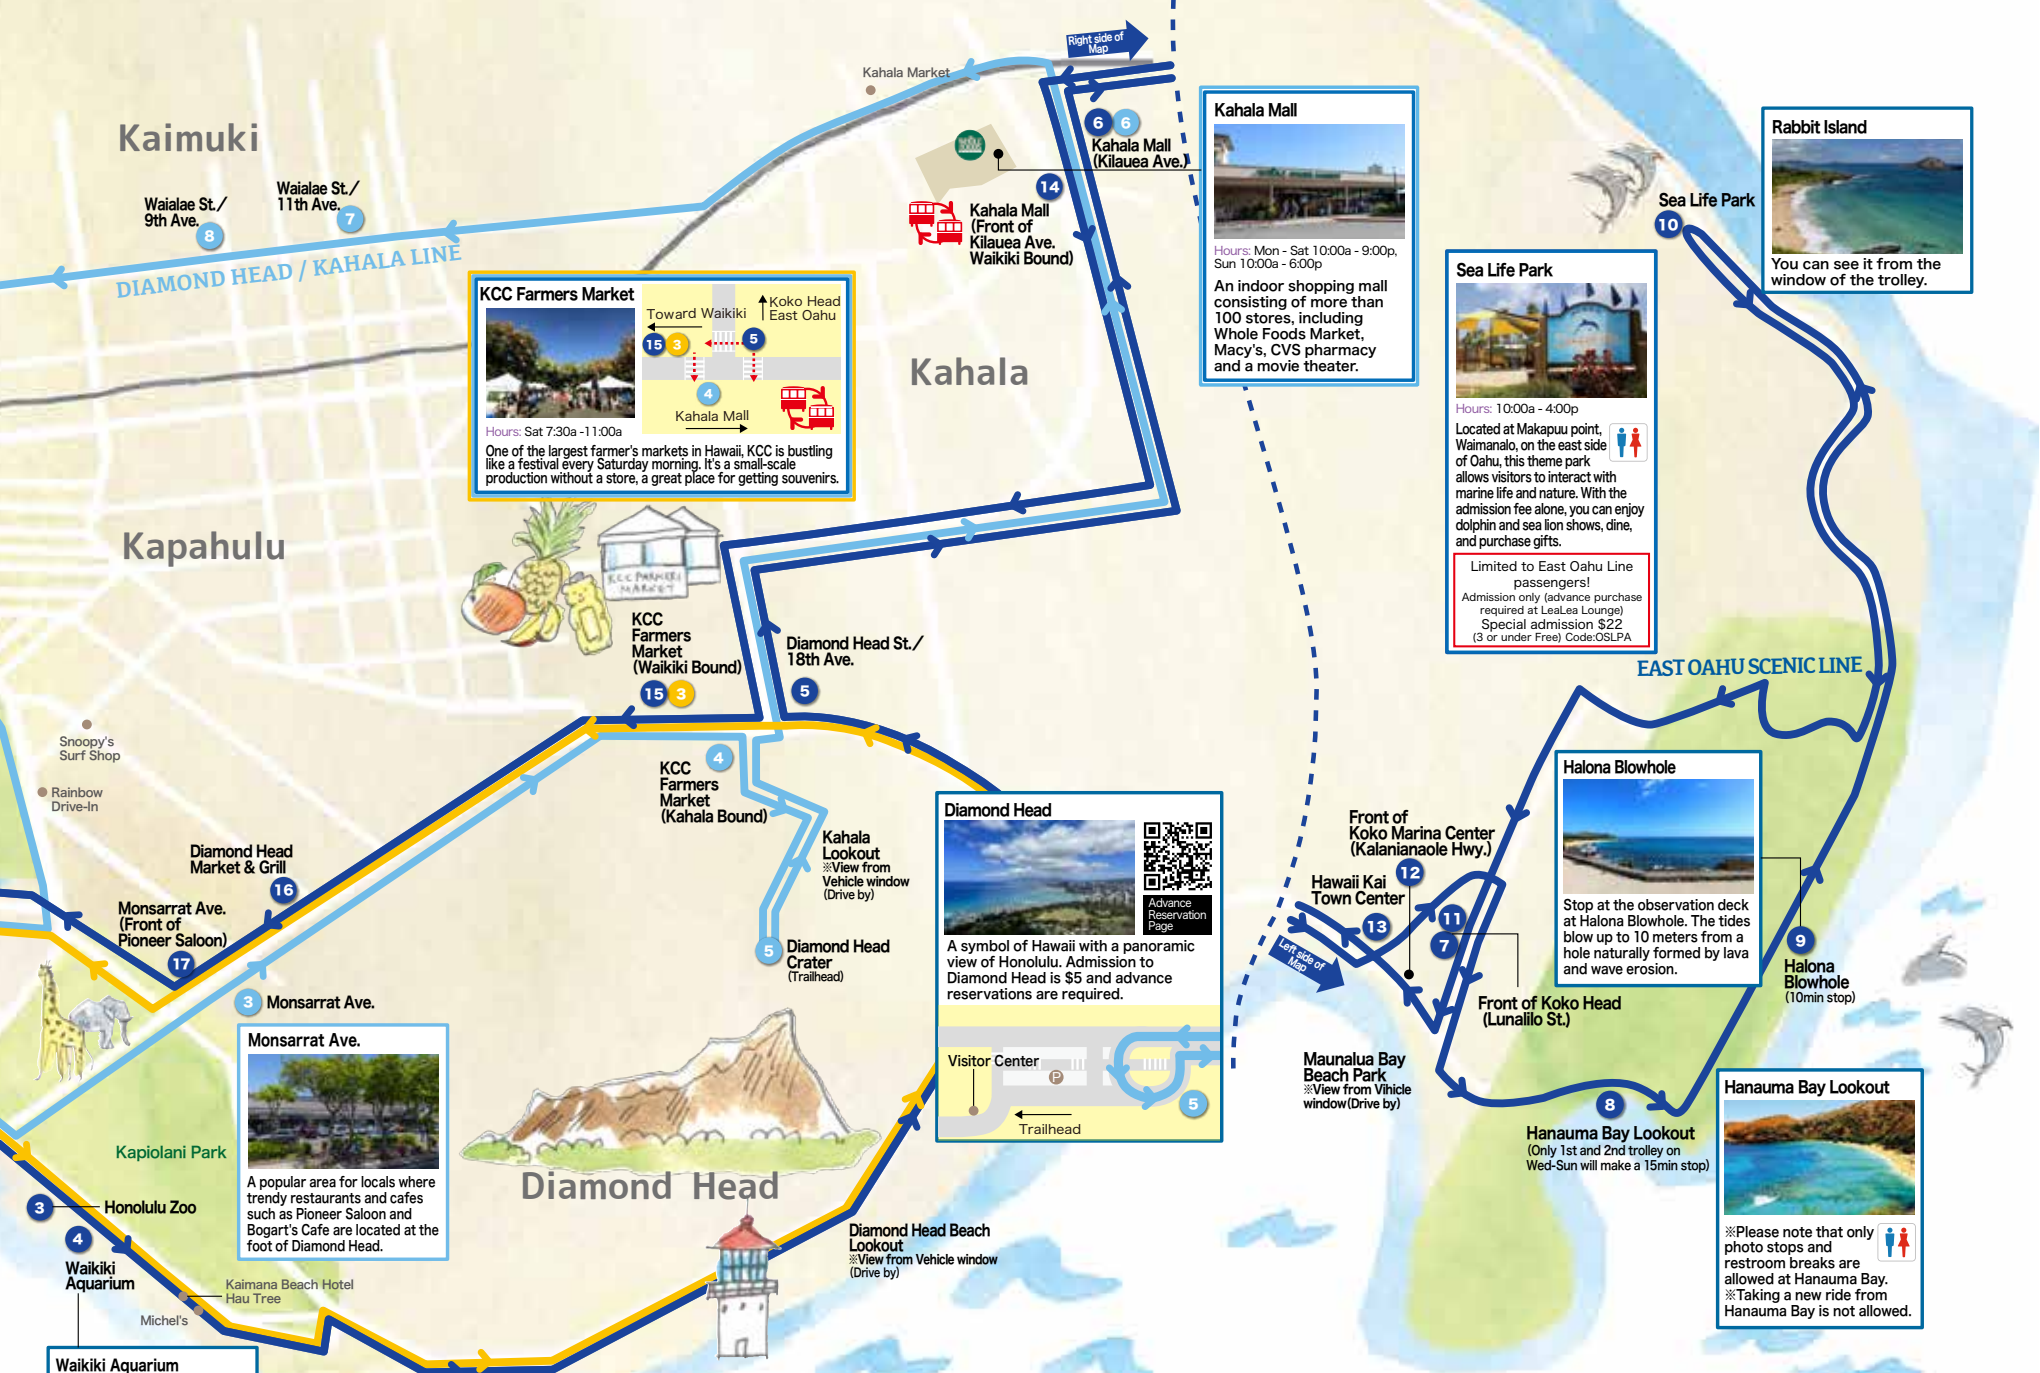 Right side of
Map
Kahala Market
Kaimuki
Waialae St./
9th Ave.
8
Waialae St./
11th Ave.
7
DIAMOND HEAD / KAHALA LINE
6
6
Kahala Mall
(Kilauea Ave.)
14
Kahala Mall
(Front of
Kilauea Ave.
Waikiki Bound)
Kahala Mall
Hours: Mon - Sat 10:00a - 9:00p,
Sun 10:00a - 6:00p
An indoor shopping mall
consisting of more than
100 stores, including
Whole Foods Market,
Macy's, CVS pharmacy
and a movie theater.
Rabbit Island
You can see it from the
window of the trolley.
Sea Life Park
10
Sea Life Park
Hours: 10:00a - 4:00p
Located at Makapuu point,
Waimanalo, on the east side
of Oahu, this theme park
allows visitors to interact with
marine life and nature. With the
admission fee alone, you can enjoy
dolphin and sea lion shows, dine,
and purchase gifts.
Limited to East Oahu Line
passengers!
Admission only (advance purchase
required at LeaLea Lounge)
Special admission $22
(3 or under Free) Code:OSLPA
KCC Farmers Market
Koko Head
East Oahu
Toward Waikiki
15
3
5
4
Kahala Mall
Hours: Sat 7:30a -11:00a
One of the largest farmer's markets in Hawaii, KCC is bustling
like a festival every Saturday morning. It's a small-scale
production without a store, a great place for getting souvenirs.
Kahala
Kapahulu
KCC FARMERS
MARKET
KCC
Farmers
Market
(Waikiki Bound)
15
3
Diamond Head St./
18th Ave.
5
EAST OAHU SCENIC LINE
Snoopy's
Surf Shop
Rainbow
Drive-In
4
KCC
Farmers
Market
(Kahala Bound)
Kahala
Lookout
※View from
Vehicle window
(Drive by)
Diamond Head
Market & Grill
16
Monsarrat Ave.
(Front of
Pioneer Saloon)
17
5
Diamond Head
Crater
(Trailhead)
3
Monsarrat Ave.
Diamond Head
Advance
Reservation
Page
A symbol of Hawaii with a panoramic
view of Honolulu. Admission to
Diamond Head is $5 and advance
reservations are required.
Visitor Center
P
5
Trailhead
Halona Blowhole
Stop at the observation deck
at Halona Blowhole. The tides
blow up to 10 meters from a
hole naturally formed by lava
and wave erosion.
9
Halona
Blowhole
(10min stop)
Front of
Koko Marina Center
(Kalanianaole Hwy.)
12
Hawaii Kai
Town Center
13
11
7
Left side of
Map
Front of Koko Head
(Lunalilo St.)
Maunalua Bay
Beach Park
※View from Vihicle
window(Drive by)
8
Hanauma Bay Lookout
(Only 1st and 2nd trolley on
Wed-Sun will make a 15min stop)
Hanauma Bay Lookout
※Please note that only
photo stops and
restroom breaks are
allowed at Hanauma Bay.
※Taking a new ride from
Hanauma Bay is not allowed.
Monsarrat Ave.
A popular area for locals where
trendy restaurants and cafes
such as Pioneer Saloon and
Bogart's Cafe are located at the
foot of Diamond Head.
Kapiolani Park
3
Honolulu Zoo
4
Waikiki
Aquarium
Kaimana Beach Hotel
Hau Tree
Michel's
Diamond Head
Diamond Head Beach
Lookout
※View from Vehicle window
(Drive by)
Waikiki Aquarium